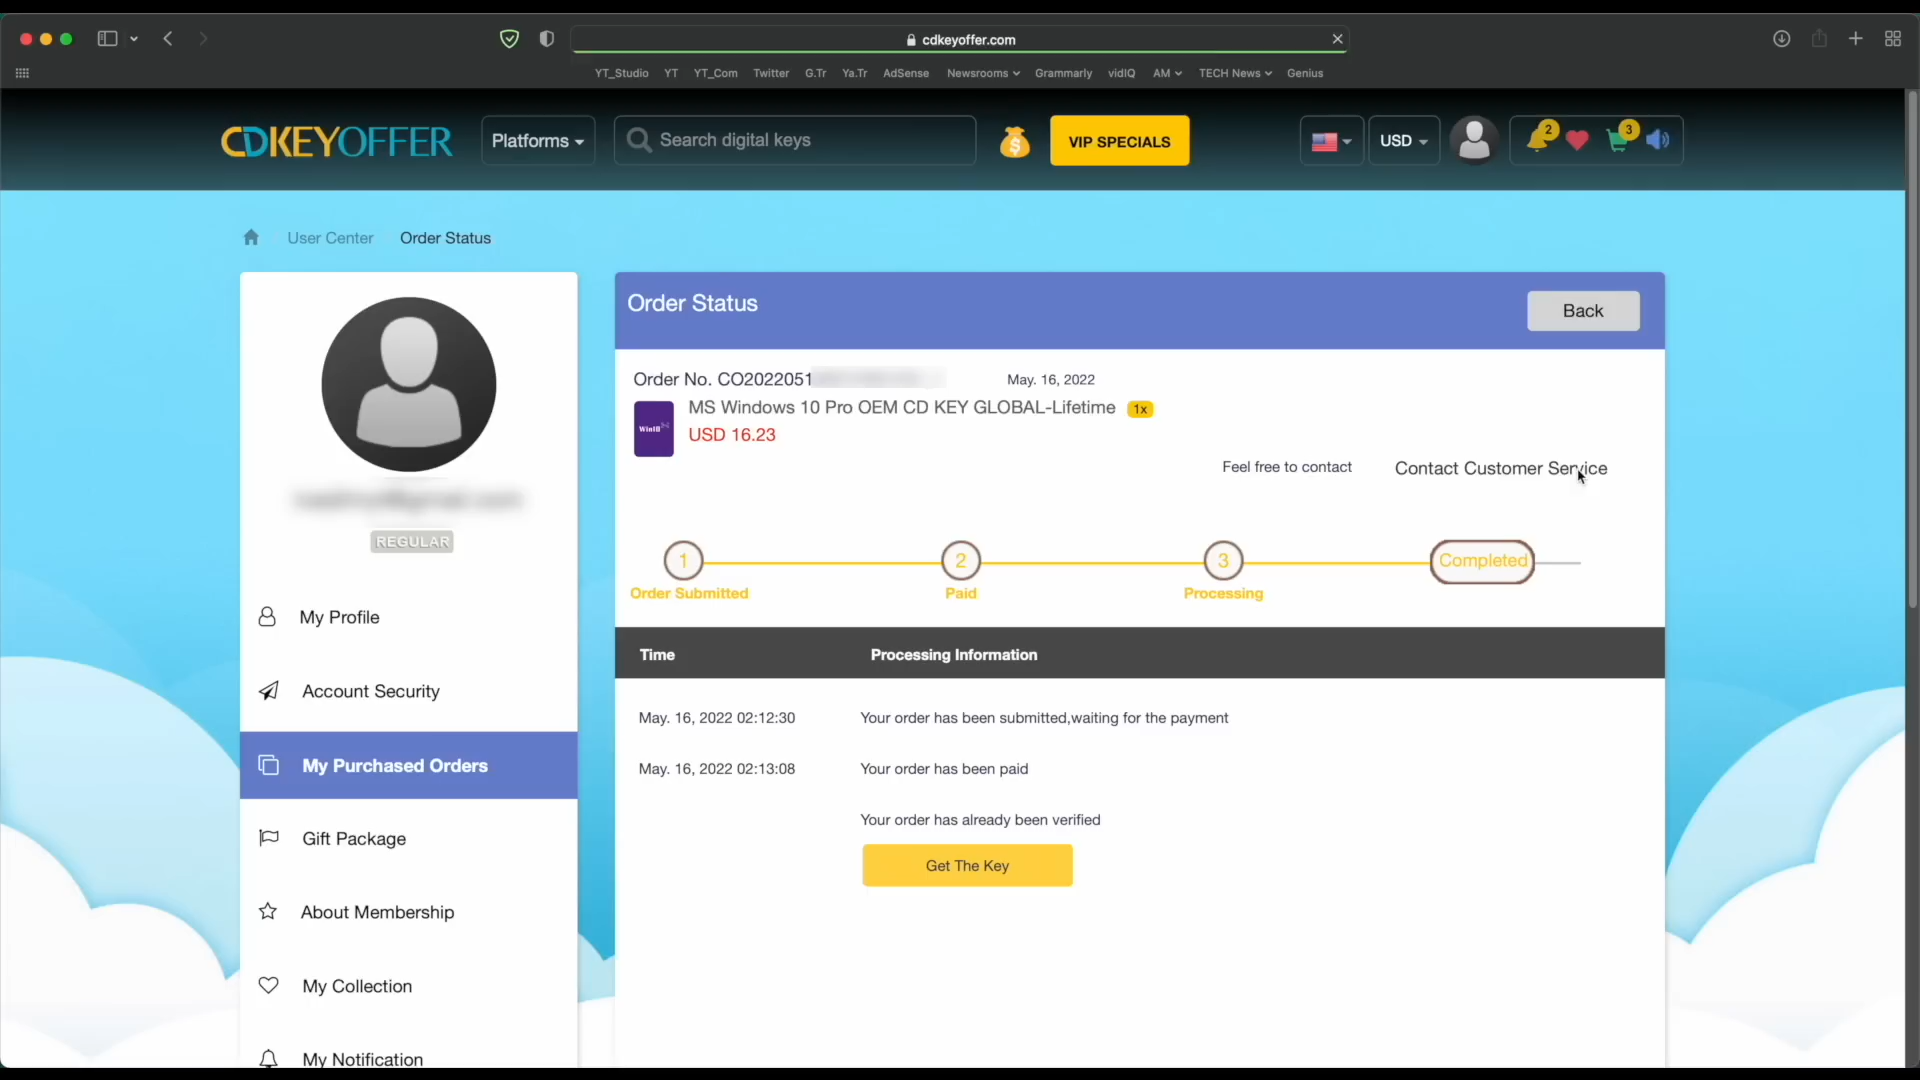 cdkeyoffer.com
YT_Studio YT YT_Com Twitter G.Tr Ya.Tr AdSense Newsrooms Grammarly vidIQ AM TECH News Genius
CDKEYOFFER
Platforms
Search digital keys
VIP SPECIALS
USD
2
3
User Center
Order Status
REGULAR
My Profile
Account Security
My Purchased Orders
Gift Package
About Membership
My Collection
My Notification
Order Status
Back
Order No. CO2022051
May. 16, 2022
MS Windows 10 Pro OEM CD KEY GLOBAL-Lifetime 1x
USD 16.23
Feel free to contact
Contact Customer Service
1
2
3
Completed
Order Submitted
Paid
Processing
Time
Processing Information
May. 16, 2022 02:12:30
Your order has been submitted,waiting for the payment
May. 16, 2022 02:13:08
Your order has been paid
Your order has already been verified
Get The Key